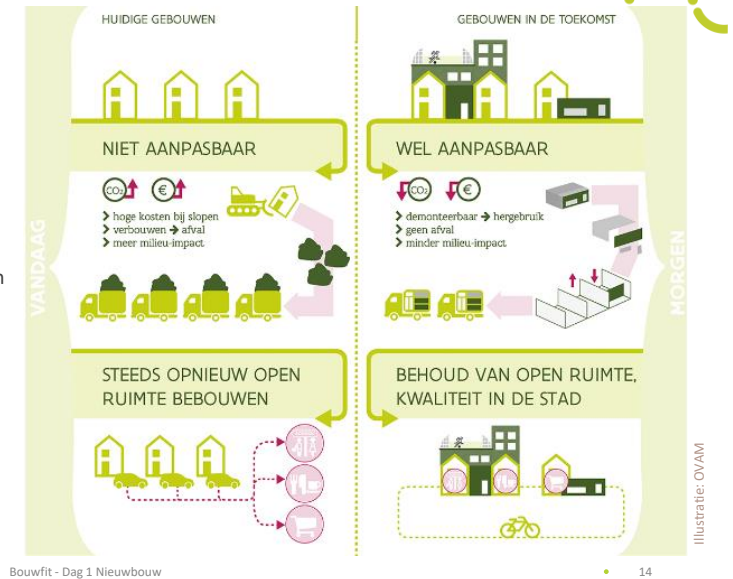 HUIDIGE GEBOUWEN
GEBOUWEN IN DE TOEKOMST
NIET AANPASBAAR
WEL AANPASBAAR
CO₂
€
> hoge kosten bij slopen
> verbouwen → afval
> meer milieu-impact
CO₂
€
> demonteerbaar → hergebruik
> geen afval
> minder milieu-impact
VANDAAG
MORGEN
n
STEEDS OPNIEUW OPEN
RUIMTE BEBOUWEN
BEHOUD VAN OPEN RUIMTE,
KWALITEIT IN DE STAD
Illustratie: OVAM
Bouwfit - Dag 1 Nieuwbouw
• 14